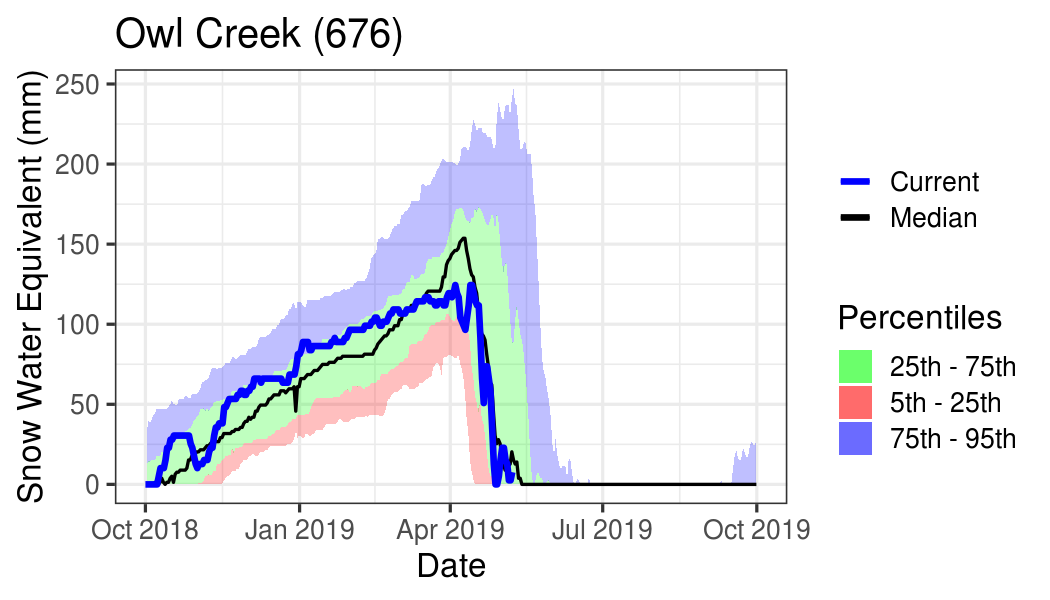 Owl Creek (676)
Snow Water Equivalent (mm)
250
200
150
100
50
0
Oct 2018
Jan 2019
Apr 2019
Jul 2019
Oct 2019
Date
Current
Median
Percentiles
25th - 75th
5th - 25th
75th - 95th